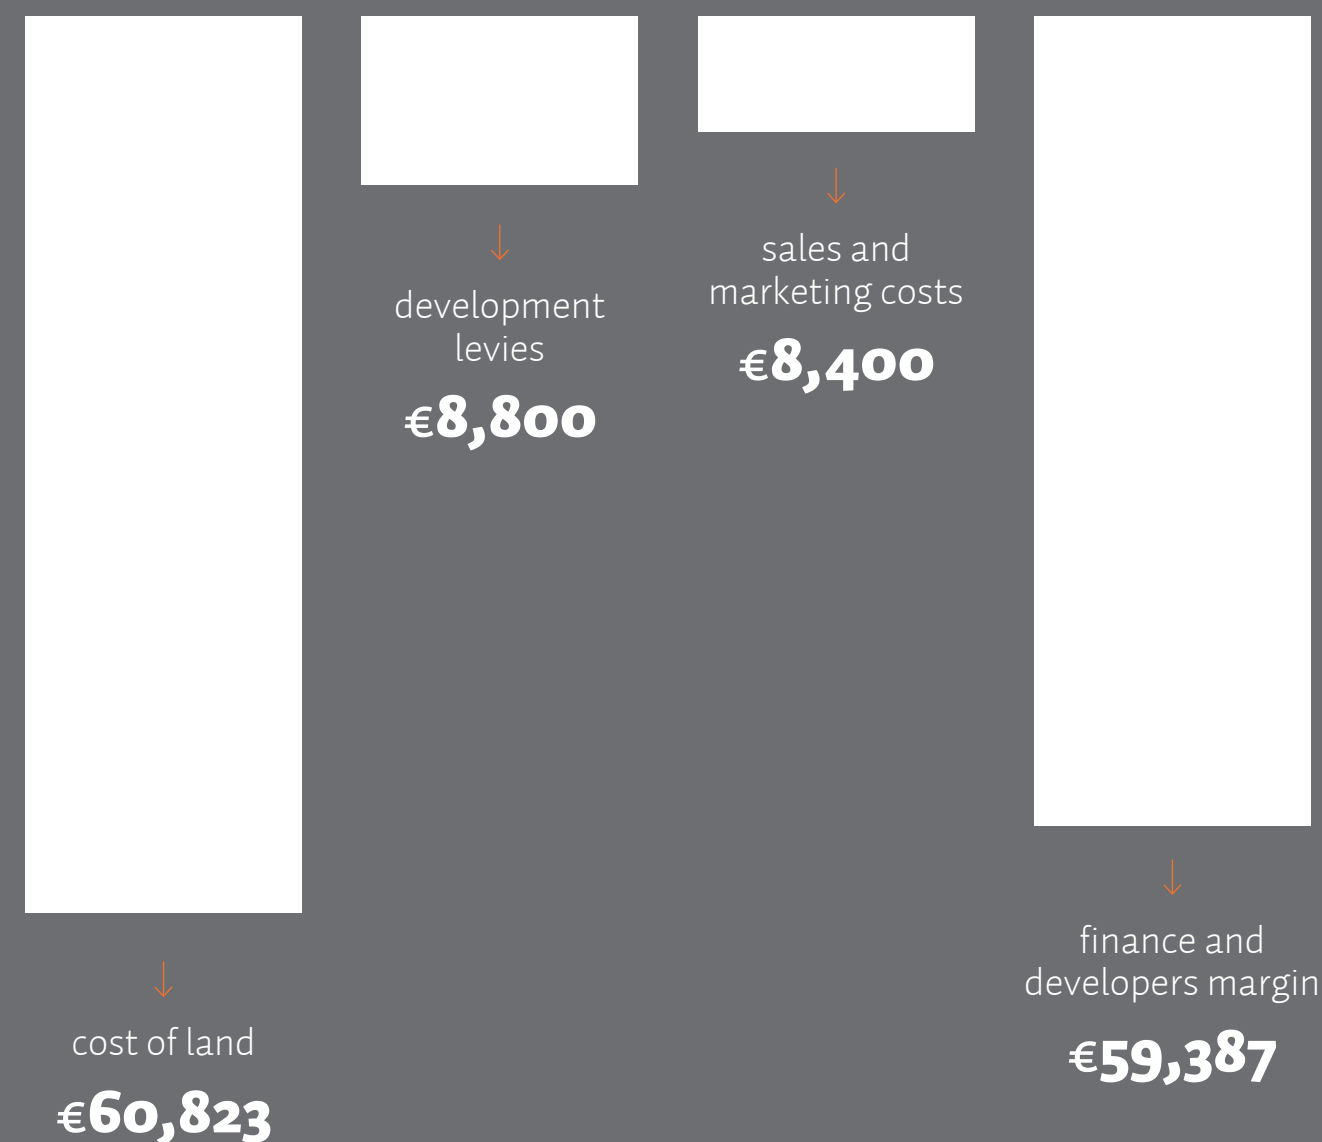 cost of land
€60,823
development
levies
€8,800
sales and
marketing costs
€8,400
finance and
developers margin
€59,387